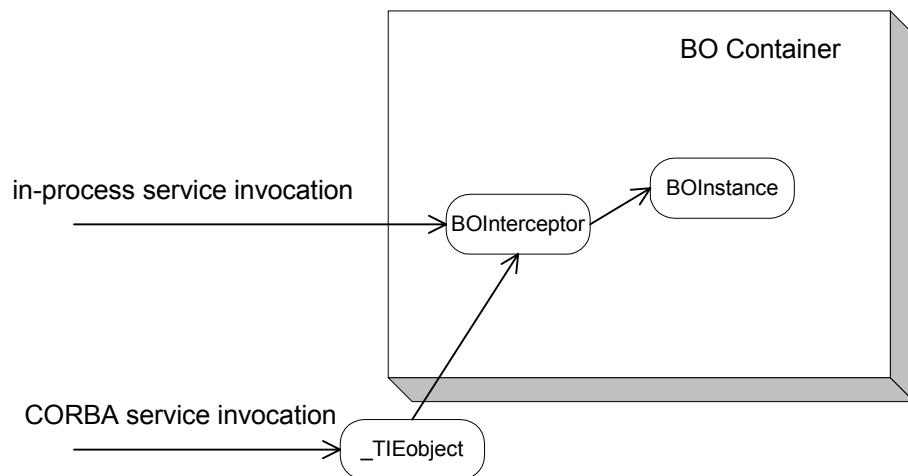 BO Container
in-process service invocation
BOInstance
BOInterceptor
CORBA service invocation
_TIEobject